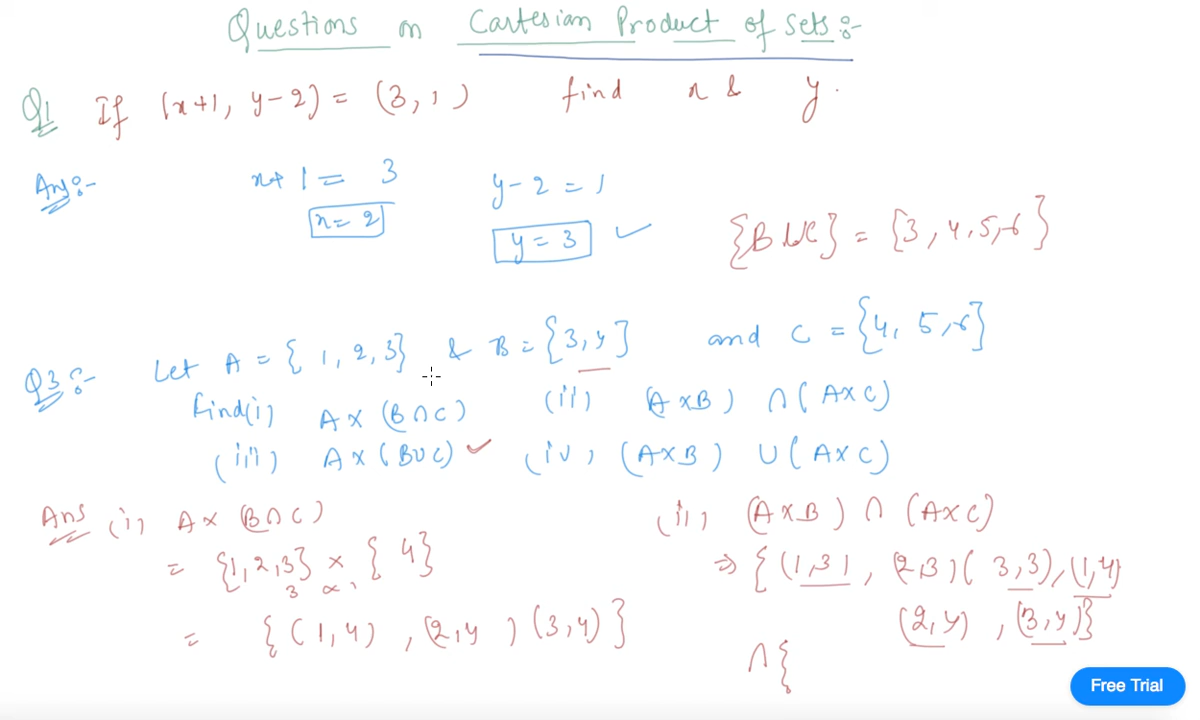 Questions on Cartesian Product of Sets :-
Q1 If (x+1, y-2) = (3, 1) find x & y.
Ans:- x+1 = 3 y-2 = 1
x = 2 y = 3 ✓
{B∪C} = {3, 4, 5, 6}
Q3:- Let A = {1, 2, 3} & B = {3, 4} and C = {4, 5, 6}
find (i) A × (B∩C) (ii) (A×B) ∩ (A×C)
(iii) A × (B∪C) ✓ (iv) (A×B) ∪ (A×C)
Ans (i) A × (B∩C)
= {1, 2, 3} × {4}
3 ×
= {(1, 4), (2, 4) (3, 4)}
(ii) (A×B) ∩ (A×C)
⇒ {(1, 3), (2, 3) (3, 3), (1, 4)
(2, 4), (3, 4)}
∩ {
Free Trial